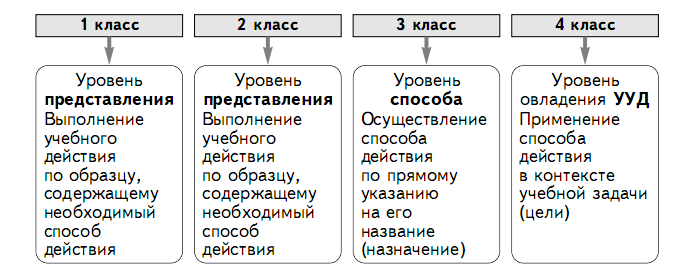 1 класс
2 класс
3 класс
4 класс
Уровень
представления
Выполнение
учебного
действия
по образцу,
содержащему
необходимый
способ
действия
Уровень
представления
Выполнение
учебного
действия
по образцу,
содержащему
необходимый
способ
действия
Уровень
способа
Осуществление
способа
действия
по прямому
указанию
на его
название
(назначение)
Уровень
овладения УУД
Применение
способа
действия
в контексте
учебной задачи
(цели)